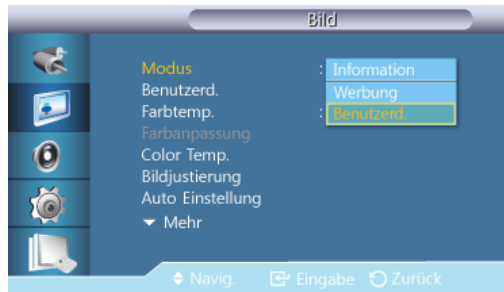 Bild
Modus : Information
Benutzerd. Werbung
Farbtemp. : Benutzerd.
Farbanpassung
Color Temp.
Bildjustierung
Auto Einstellung
Mehr
Navig. Eingabe Zurück